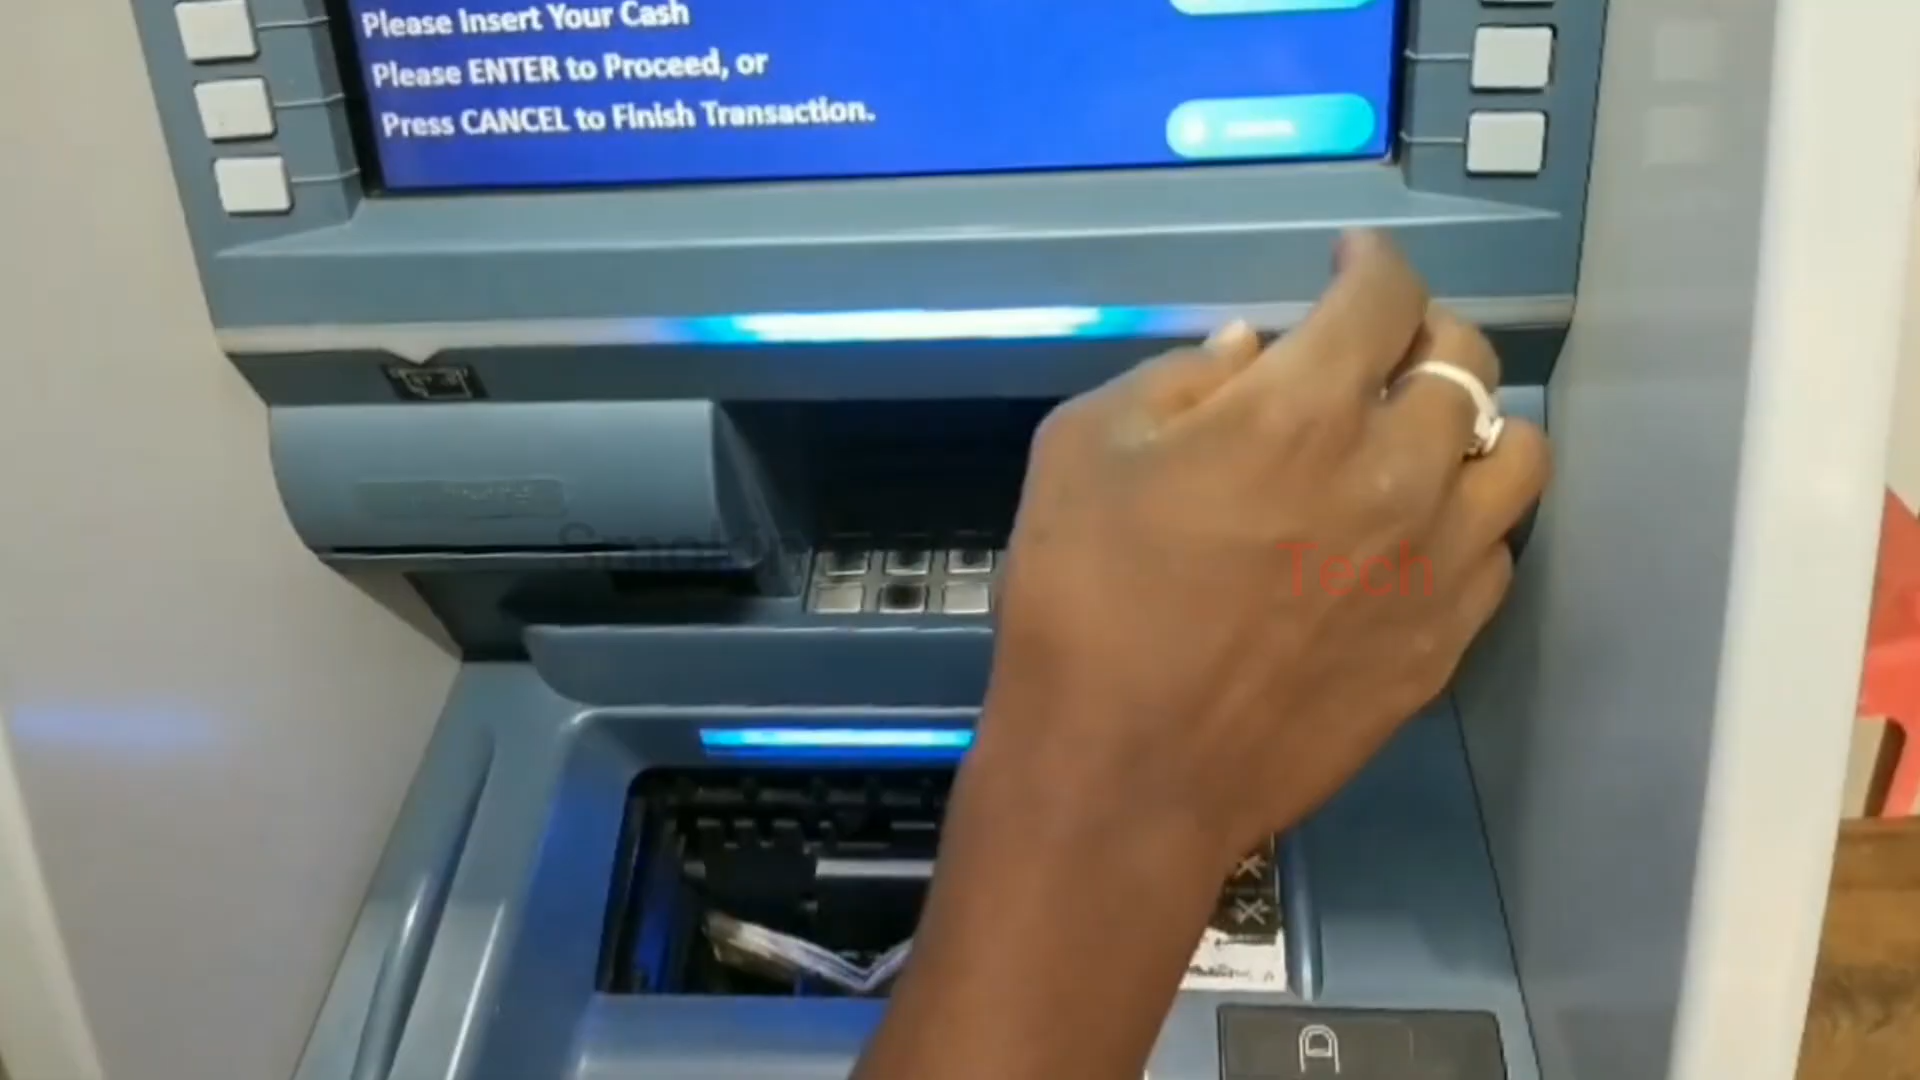 Please Insert Your Cash
Please ENTER to Proceed, or
Press CANCEL to Finish Transaction.
Tech